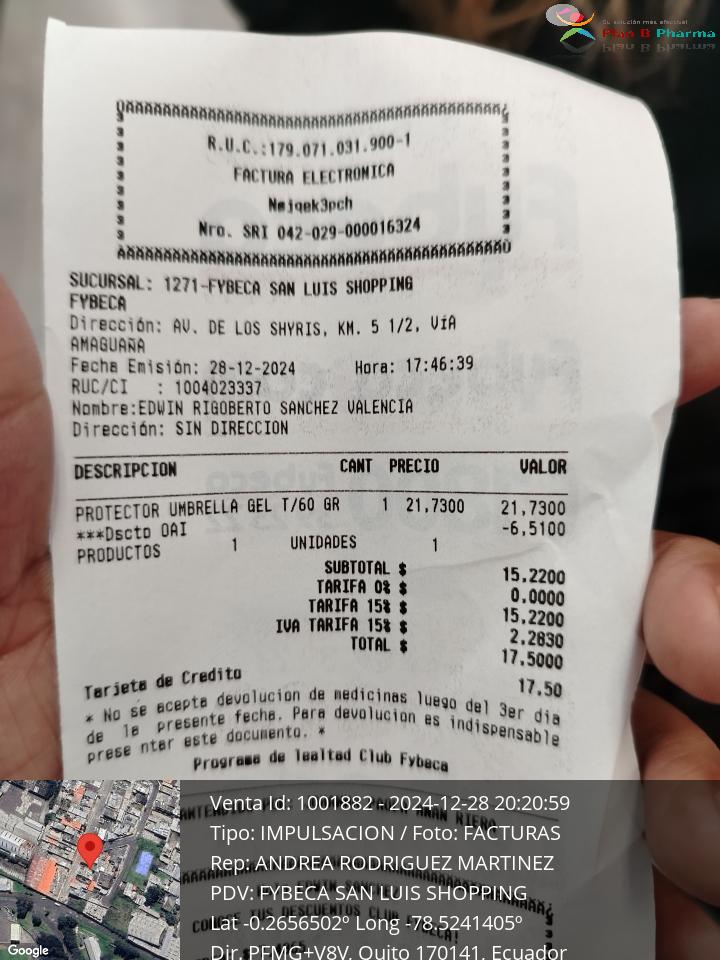 Su solución más efectiva!
Plan B Pharma
R.U.C.:179.071.031.900-1
FACTURA ELECTRONICA
Nejqek3pch
Nro. SRI 042-029-000016324
SUCURSAL: 1271-FYBECA SAN LUIS SHOPPING
FYBECA
Dirección: AV. DE LOS SHYRIS, KM. 5 1/2, VíA
AMAGUAÑA
Fecha Emisión: 28-12-2024 Hora: 17:46:39
RUC/CI : 1004023337
Nombre:EDWIN RIGOBERTO SANCHEZ VALENCIA
Dirección: SIN DIRECCION
DESCRIPCION CANT PRECIO VALOR
PROTECTOR UMBRELLA GEL T/60 GR 1 21,7300 21,7300
***Dscto OAI -6,5100
PRODUCTOS 1 UNIDADES 1
SUBTOTAL $ 15.2200
TARIFA 0% $ 0.0000
TARIFA 15% $ 15.2200
IVA TARIFA 15% $ 2.2830
TOTAL $ 17.5000
Tarjeta de Credito 17.50
* No se acepta devolucion de medicinas luego del 3er dia
de la presente fecha. Para devolucion es indispensable
prese ntar este documento. *
Programa de lealtad Club Fybeca
Venta Id: 1001882 - 2024-12-28 20:20:59
Tipo: IMPULSACION / Foto: FACTURAS
Rep: ANDREA RODRIGUEZ MARTINEZ
PDV: FYBECA SAN LUIS SHOPPING
Lat -0.2656502º Long -78.5241405º
Dir. PFMG+V8V, Quito 170141, Ecuador
Google